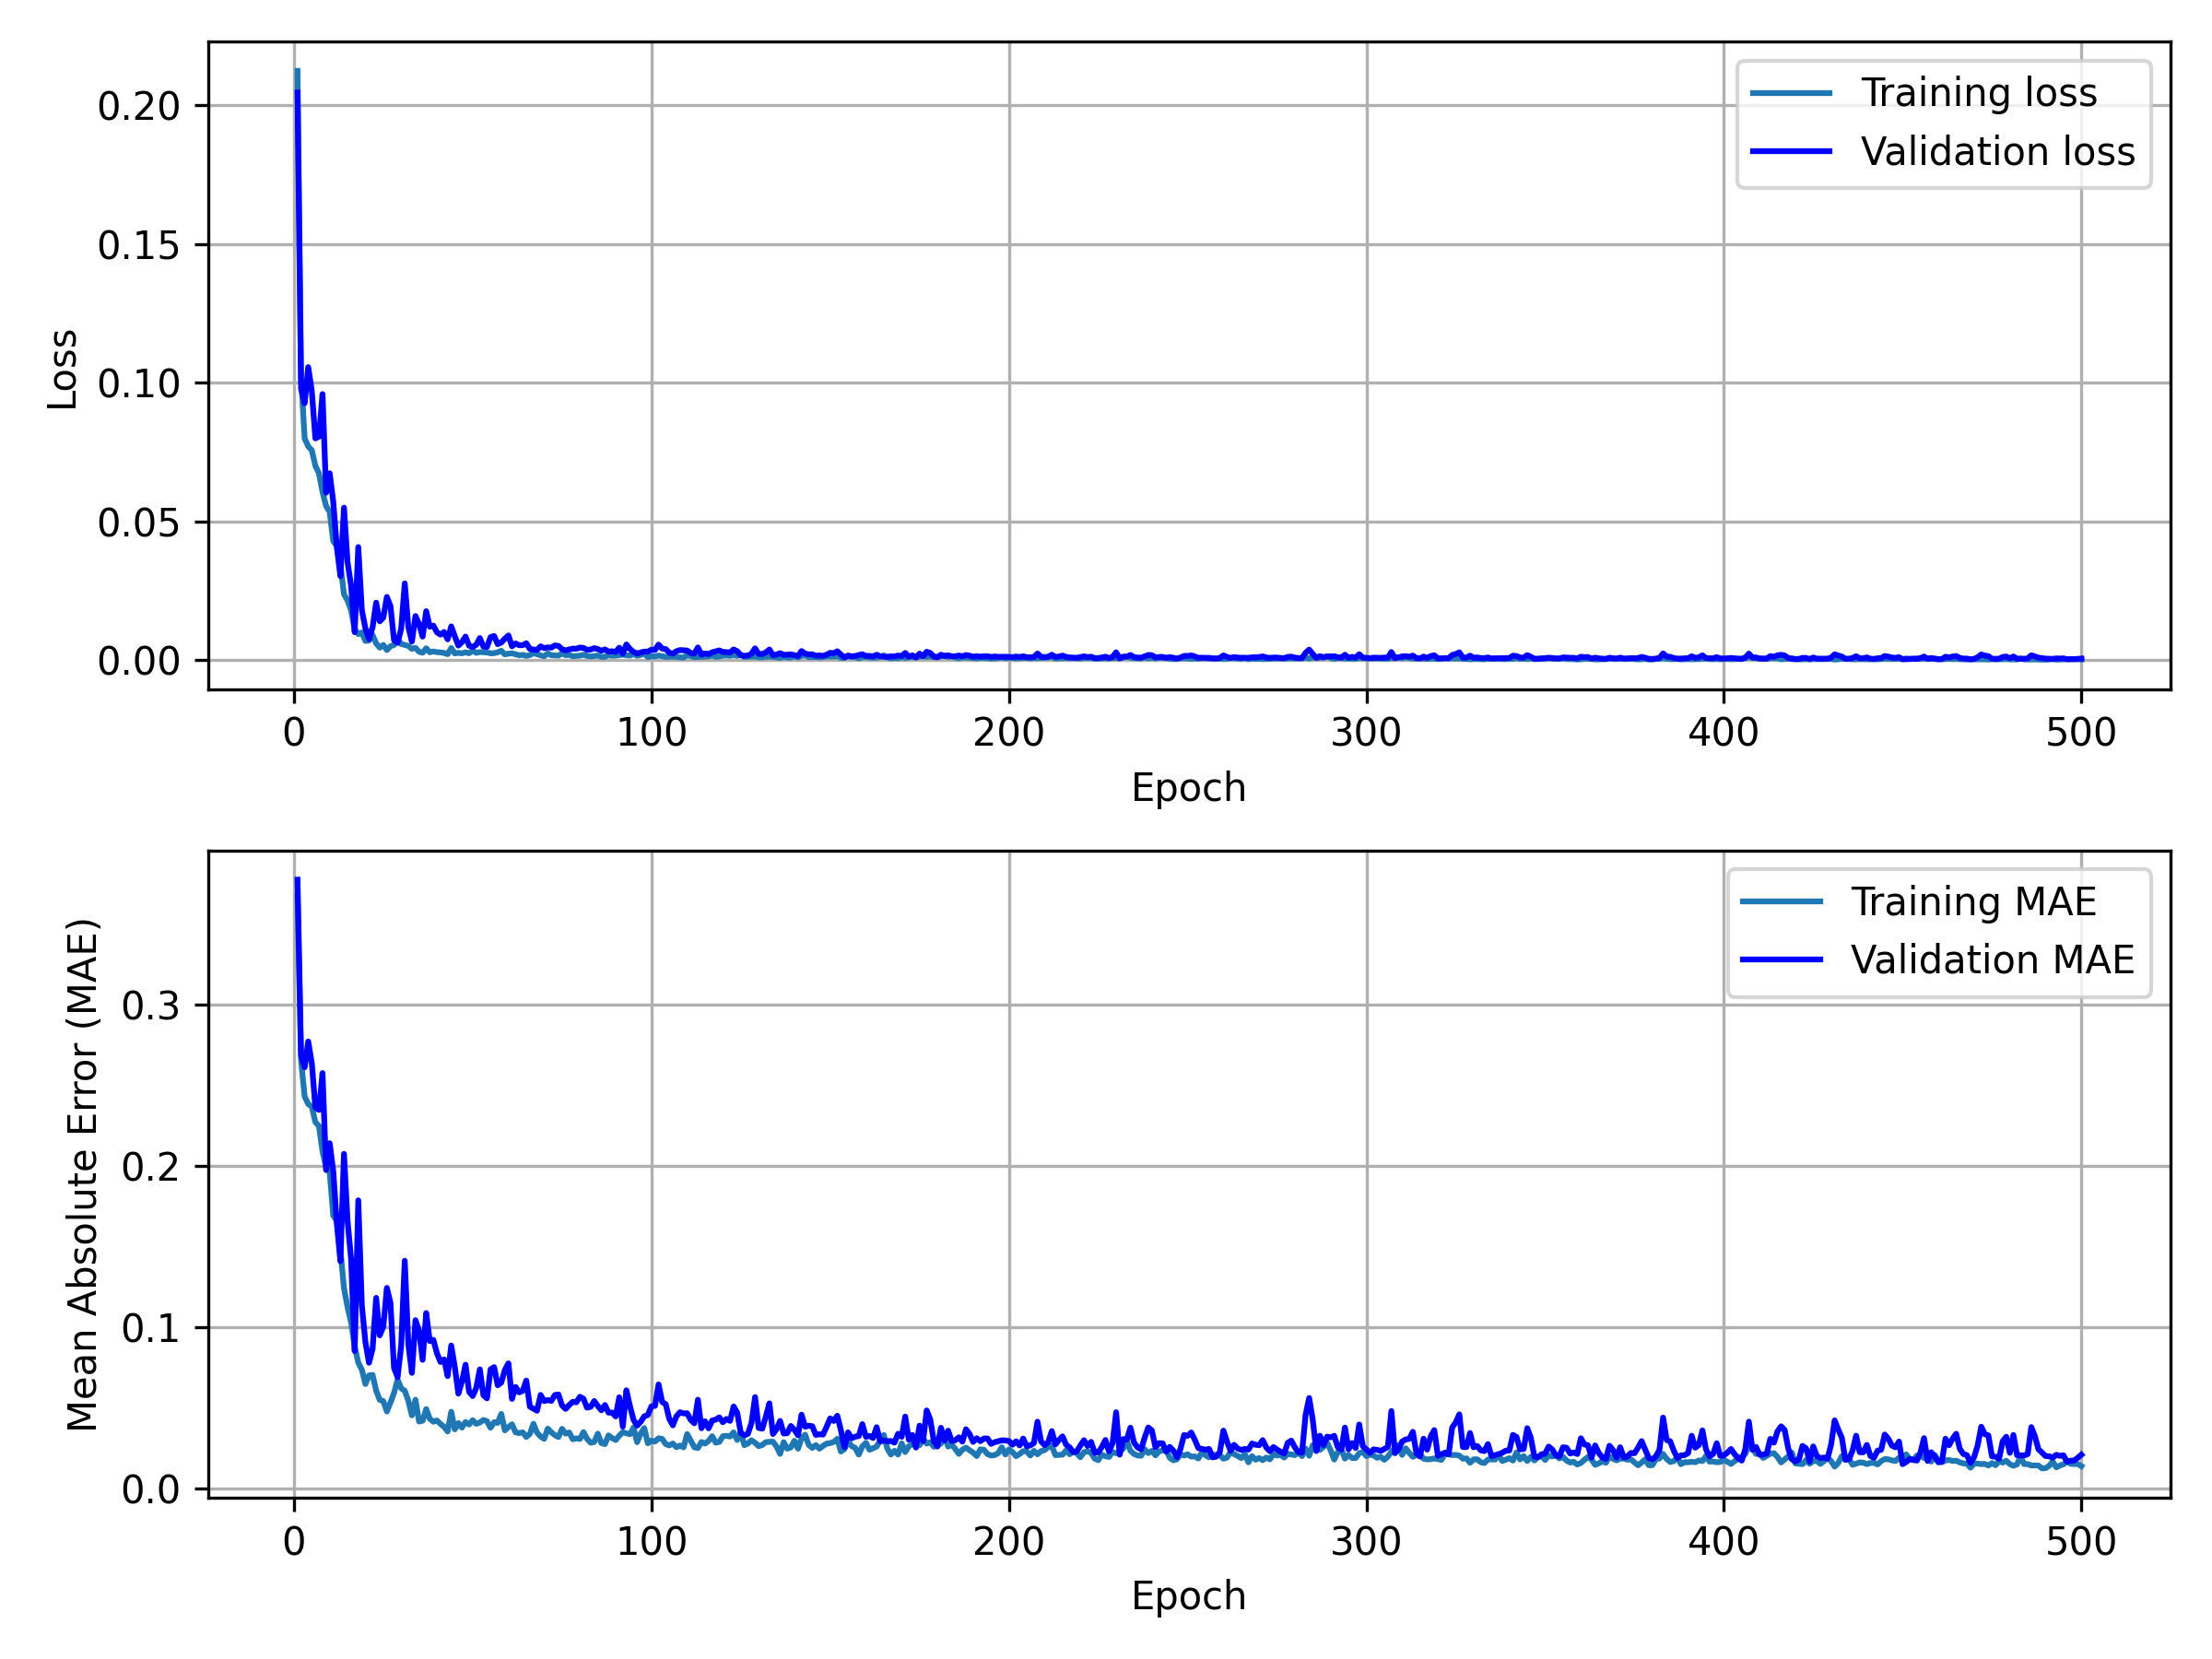 Training loss
Validation loss
Loss
0.20
0.15
0.10
0.05
0.00
0 100 200 300 400 500
Epoch
Training MAE
Validation MAE
Mean Absolute Error (MAE)
0.3
0.2
0.1
0.0
0 100 200 300 400 500
Epoch